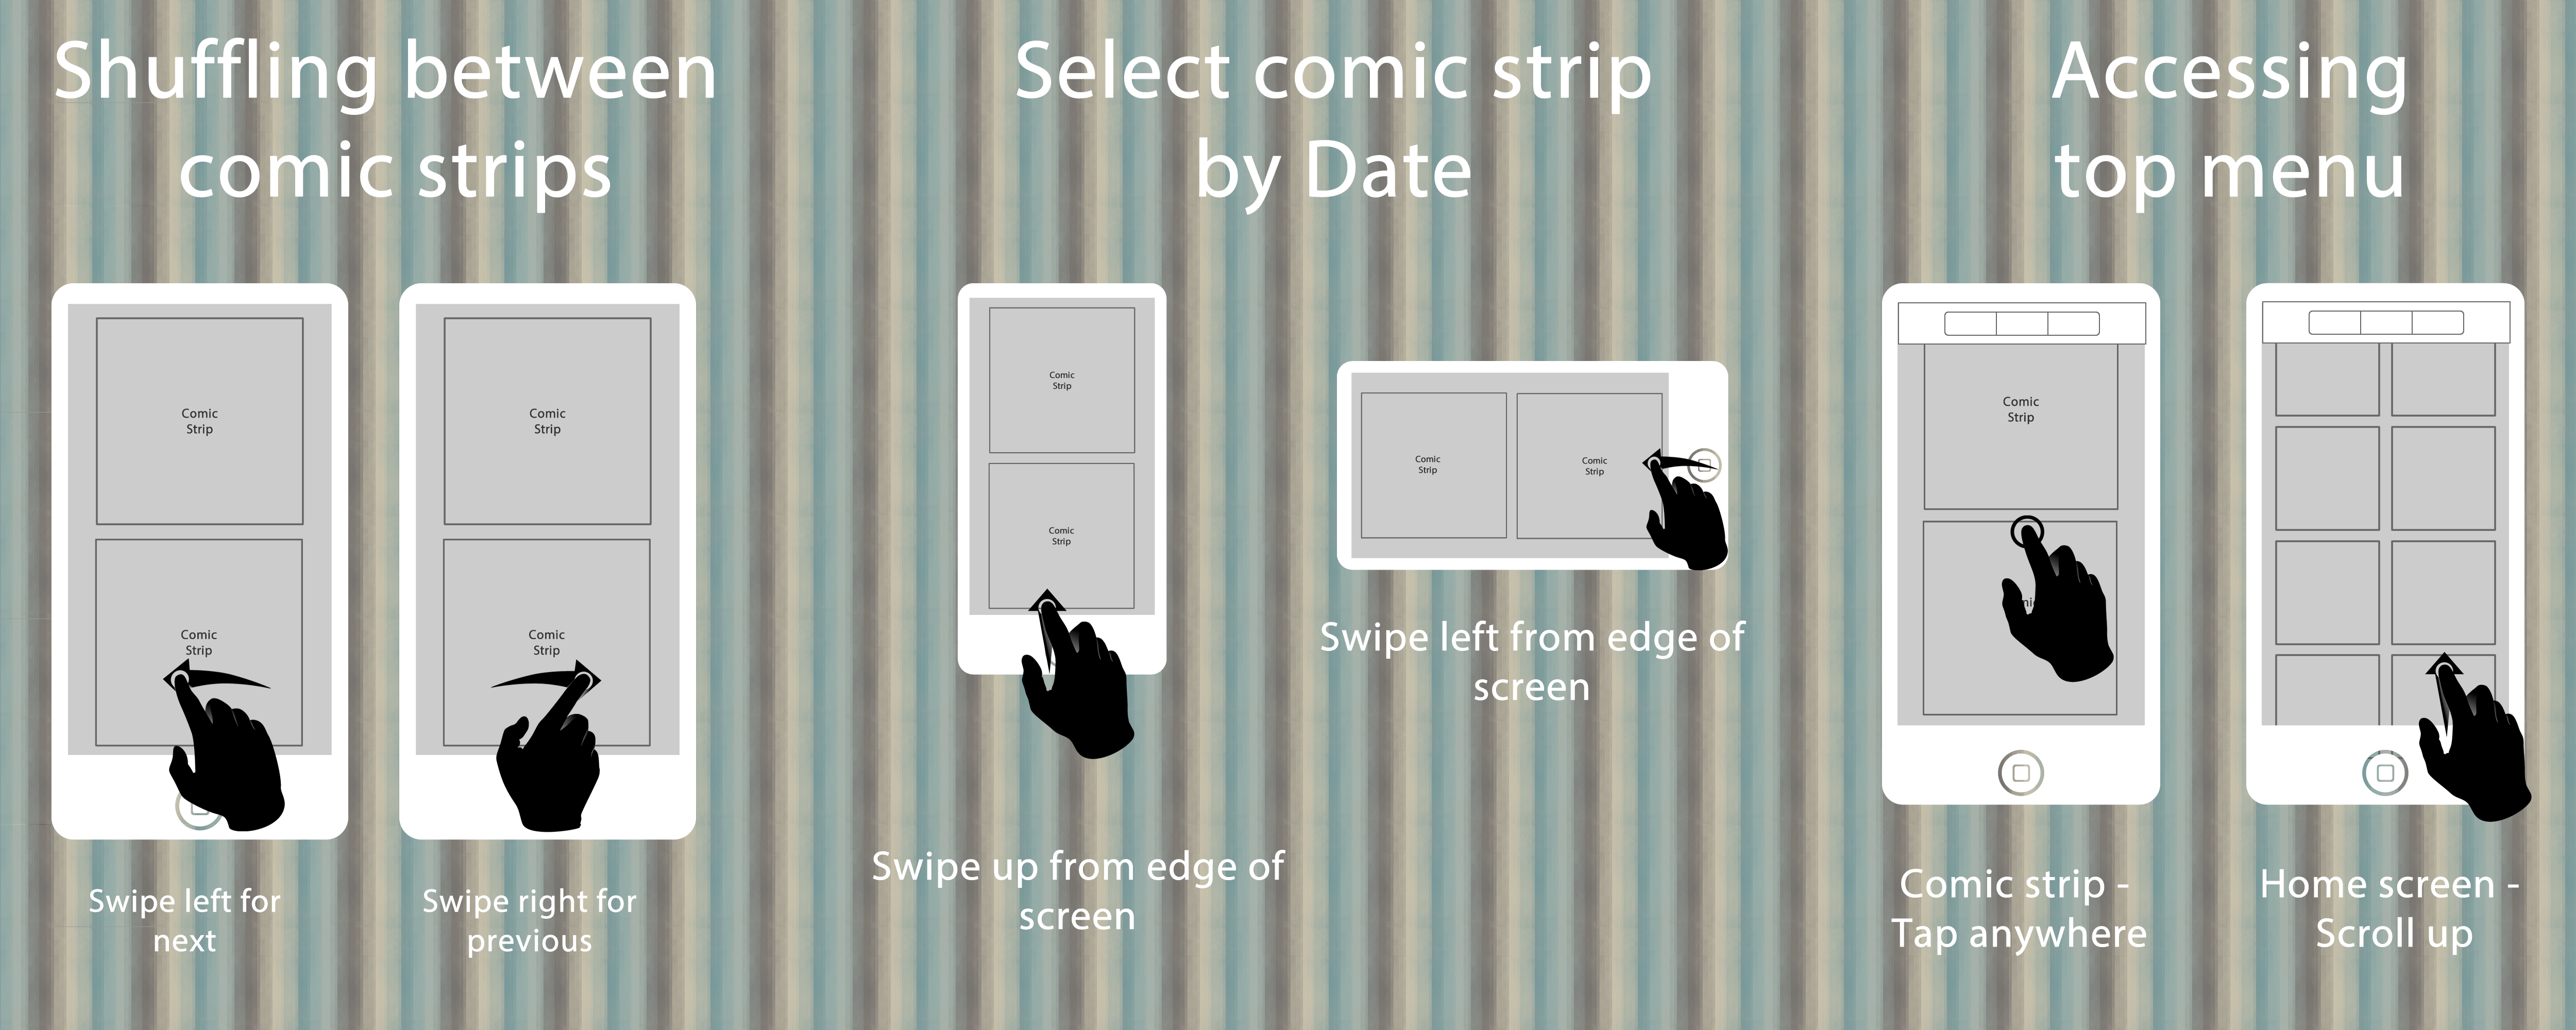 Shuffling between
comic strips
Comic
Strip
Comic
Strip
Swipe left for
next
Comic
Strip
Comic
Strip
Swipe right for
previous
Select comic strip
by Date
Comic
Strip
Comic
Strip
Swipe up from edge of
screen
Comic
Strip
Comic
Strip
Swipe left from edge of
screen
Accessing
top menu
Comic
Strip
Comic strip -
Tap anywhere
Home screen -
Scroll up